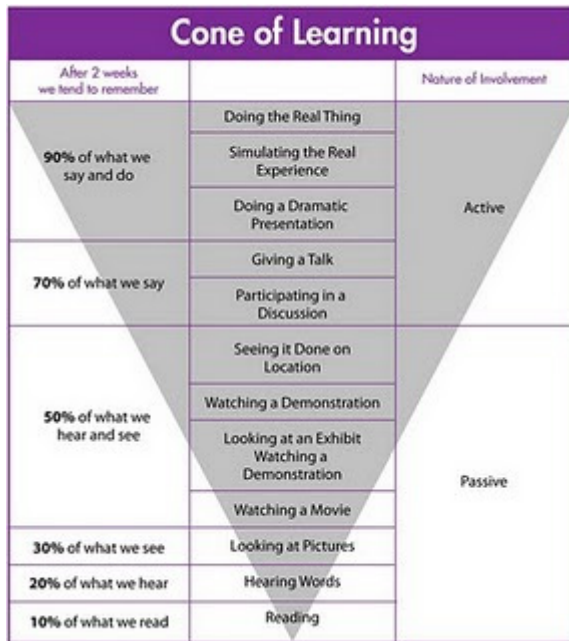 Cone of Learning
After 2 weeks
we tend to remember
Nature of Involvement
90% of what we
say and do
Doing the Real Thing
Simulating the Real
Experience
Doing a Dramatic
Presentation
Active
70% of what we say
Giving a Talk
Participating in a
Discussion
50% of what we
hear and see
Seeing it Done on
Location
Watching a Demonstration
Looking at an Exhibit
Watching a
Demonstration
Watching a Movie
Passive
30% of what we see
Looking at Pictures
20% of what we hear
Hearing Words
10% of what we read
Reading